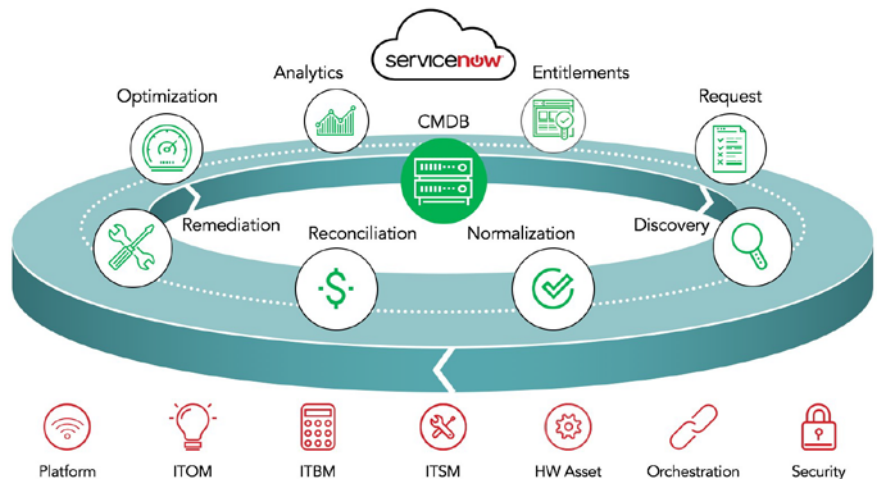 servicenow
Analytics
Entitlements
Optimization
CMDB
Request
Remediation
Reconciliation
Normalization
Discovery
$
Platform
ITOM
ITBM
ITSM
HW Asset
Orchestration
Security